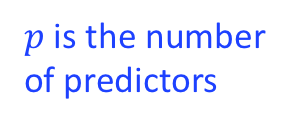 p is the number
of predictors